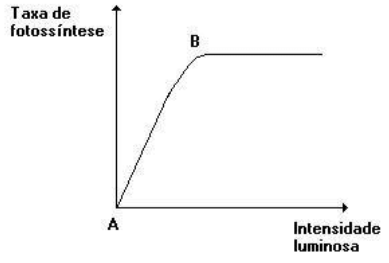 Taxa de
fotossíntese
B
A
Intensidade
luminosa